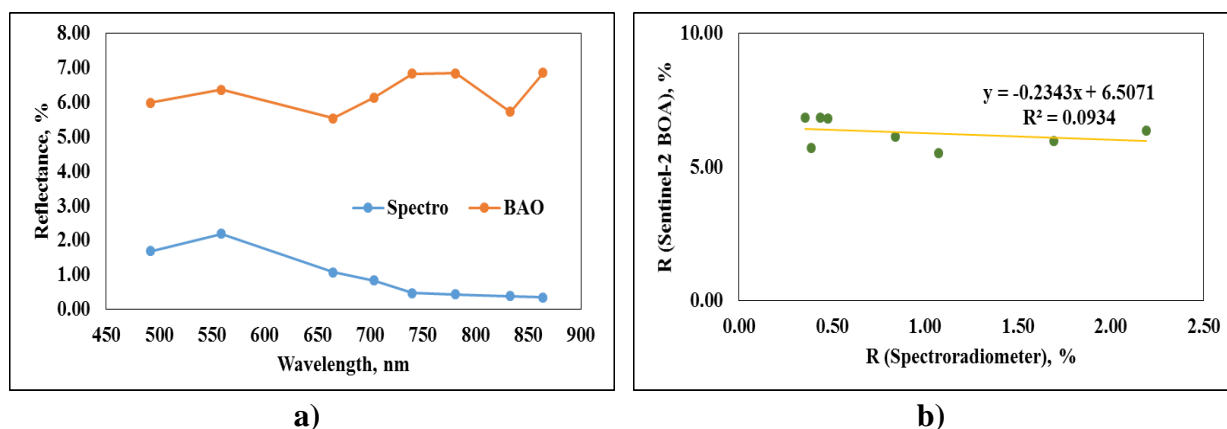 8.00
7.00
6.00
5.00
4.00
3.00
2.00
1.00
0.00
Reflectance, %
Spectro BAO
450 500 550 600 650 700 750 800 850 900
Wavelength, nm
a)
10.00
5.00
0.00
R (Sentinel-2 BOA), %
y = -0.2343x + 6.5071
R² = 0.0934
0.00 0.50 1.00 1.50 2.00 2.50
R (Spectroradiometer), %
b)